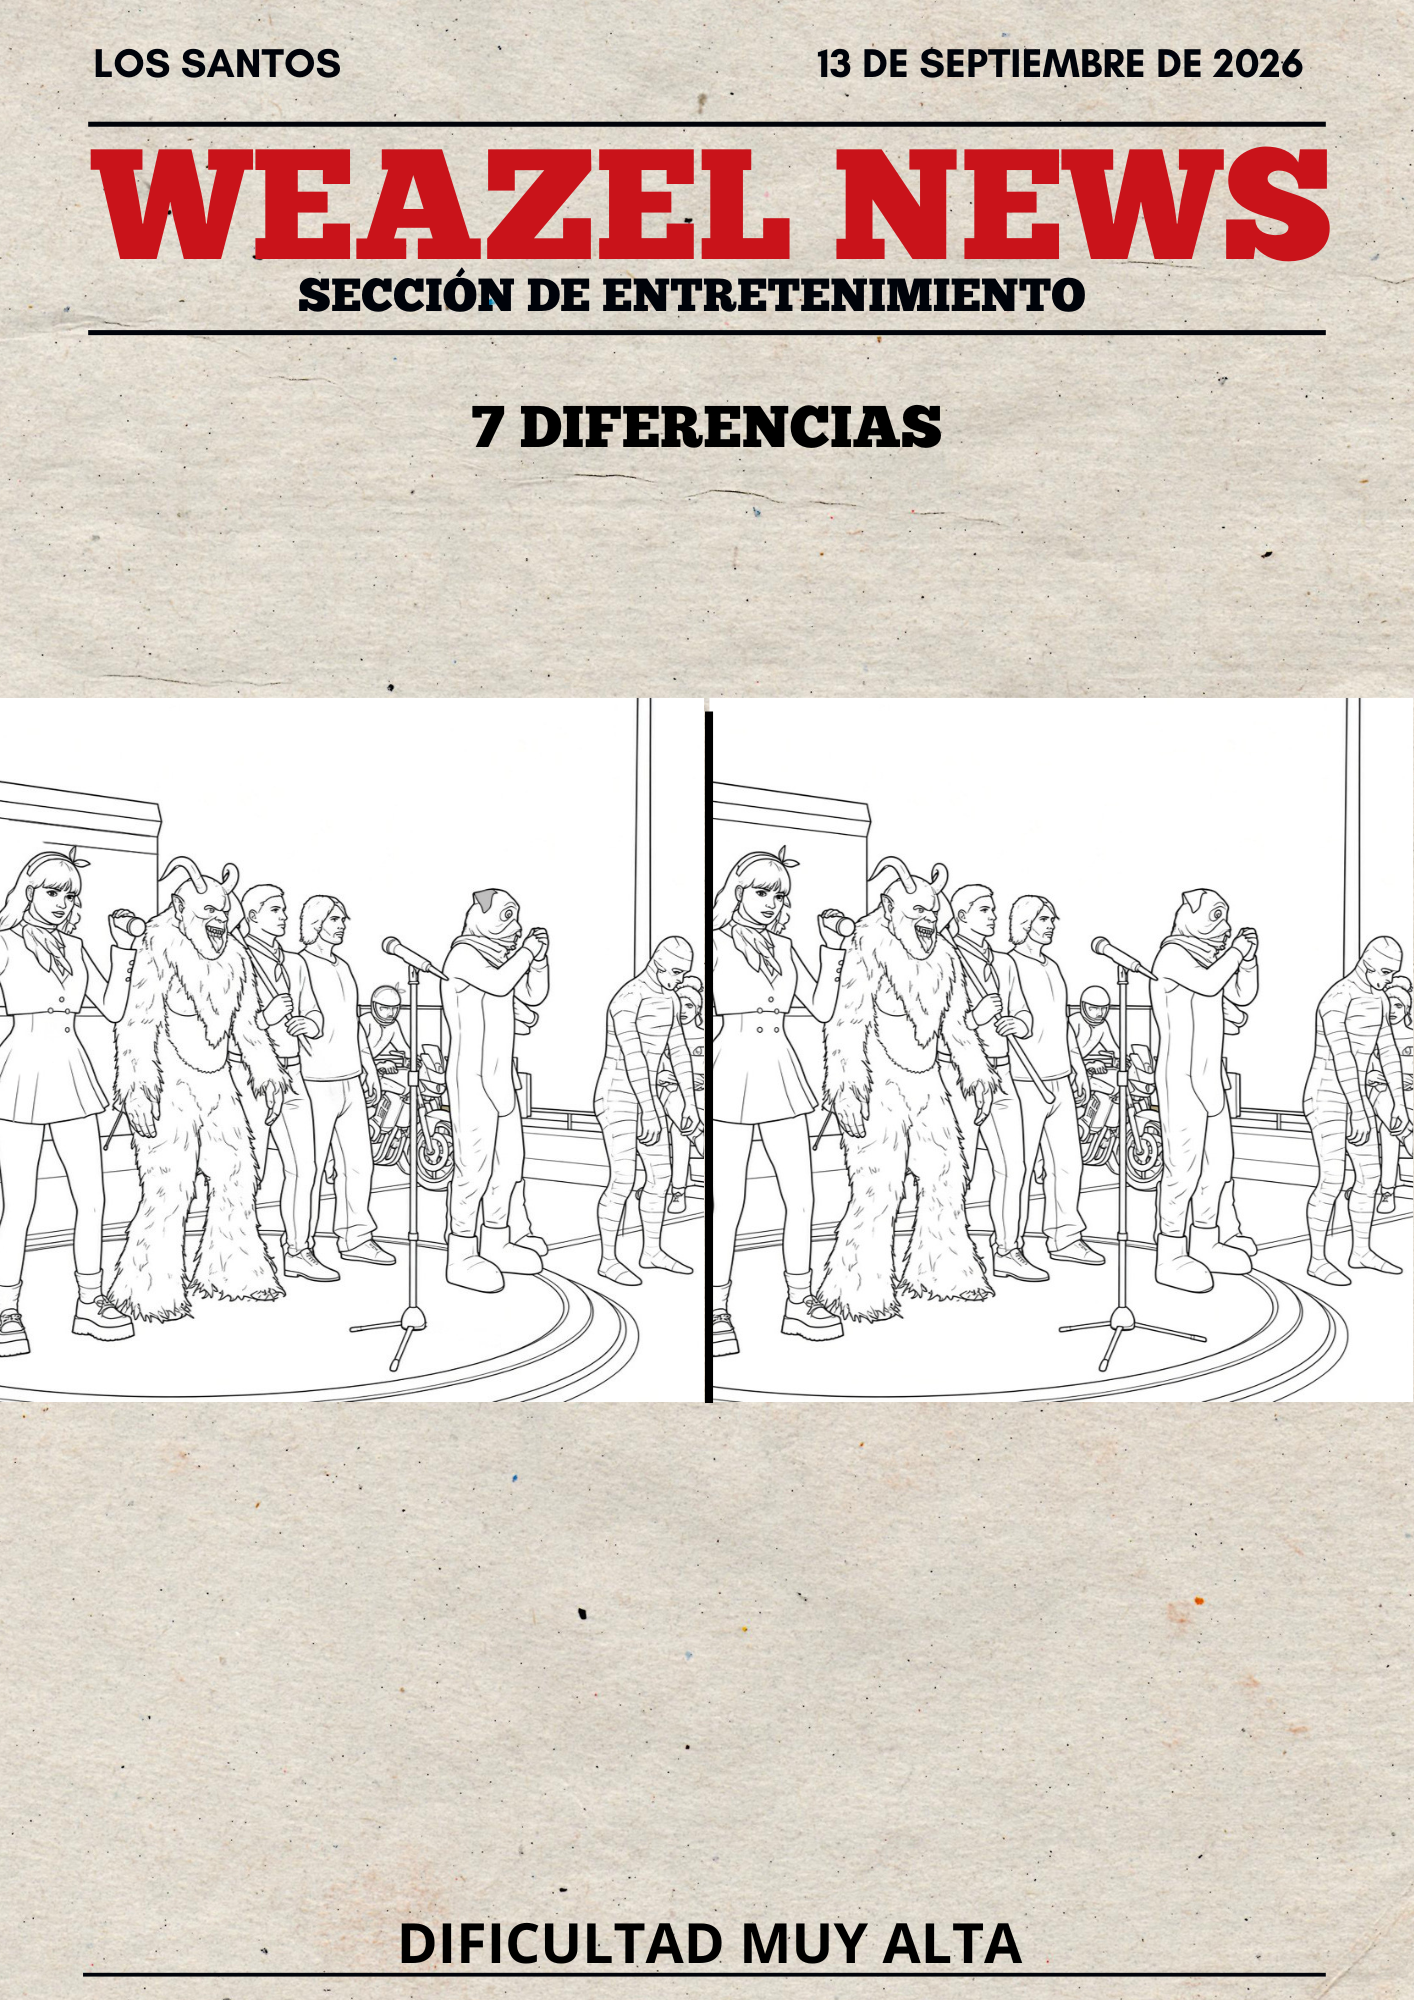 LOS SANTOS
13 DE SEPTIEMBRE DE 2026
WEAZEL NEWS
SECCIÓN DE ENTRETENIMIENTO
7 DIFERENCIAS
DIFICULTAD MUY ALTA